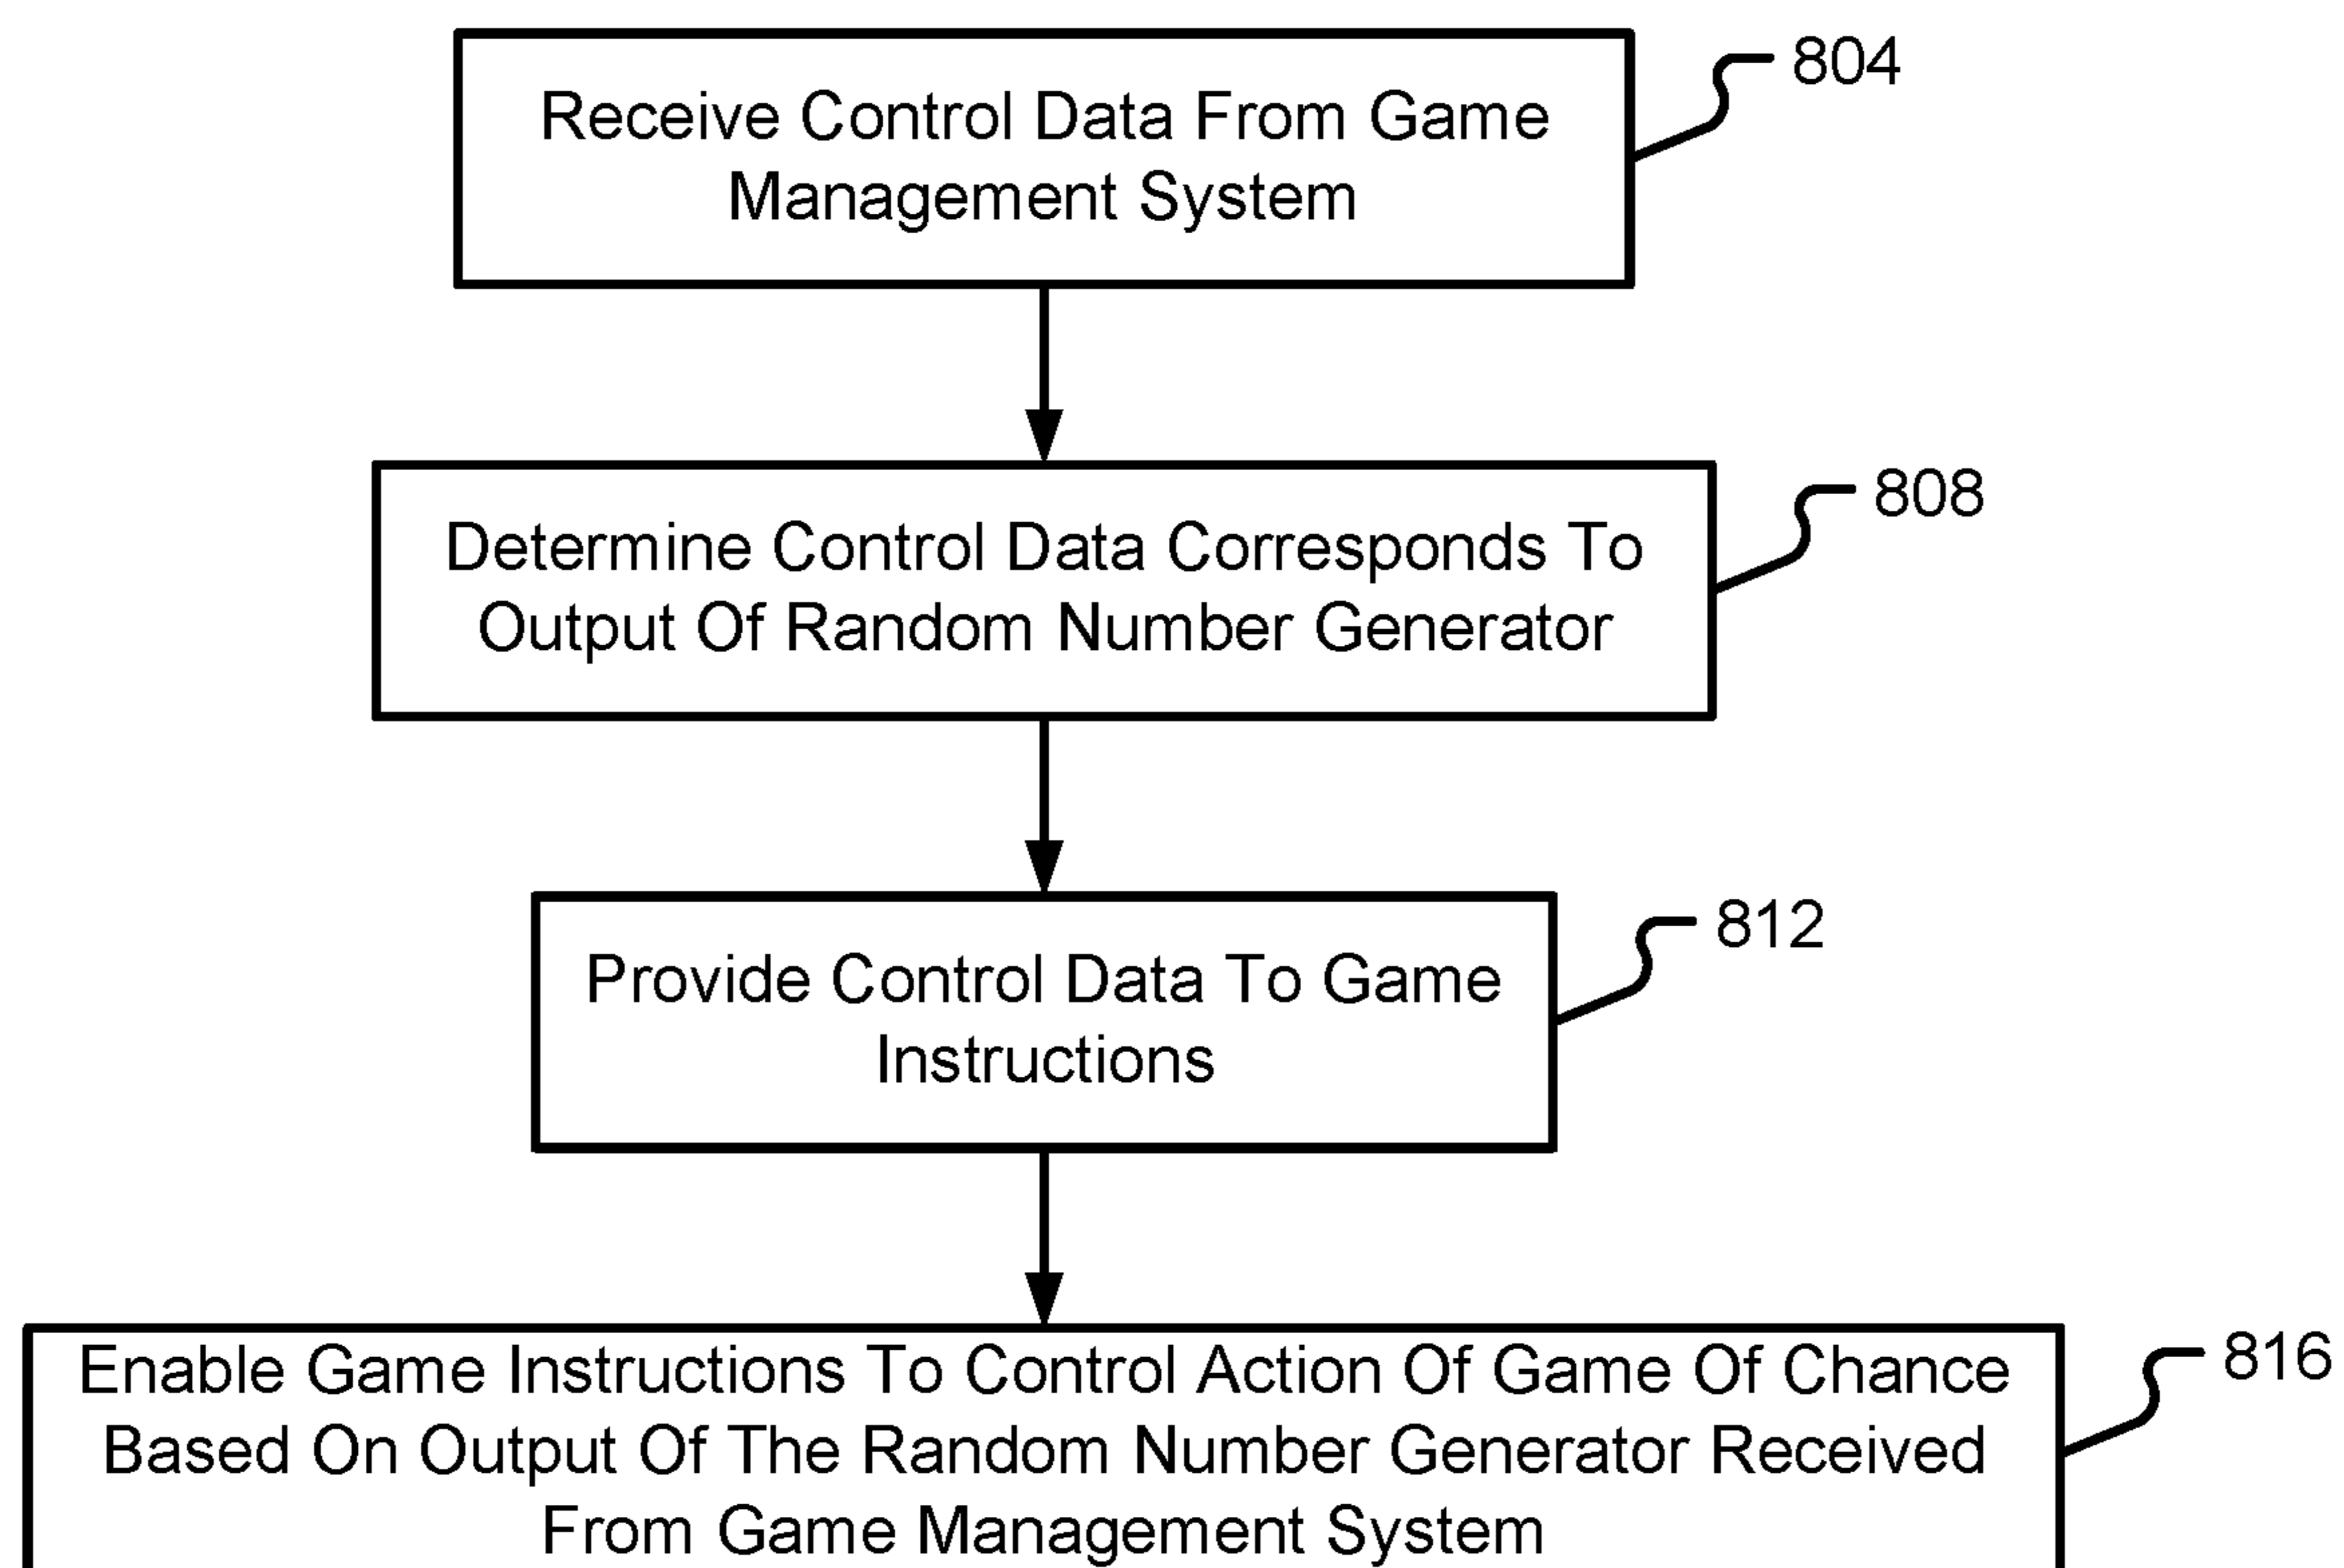 Receive Control Data From Game
Management System
804
Determine Control Data Corresponds To
Output Of Random Number Generator
808
Provide Control Data To Game
Instructions
812
Enable Game Instructions To Control Action Of Game Of Chance
Based On Output Of The Random Number Generator Received
From Game Management System
816